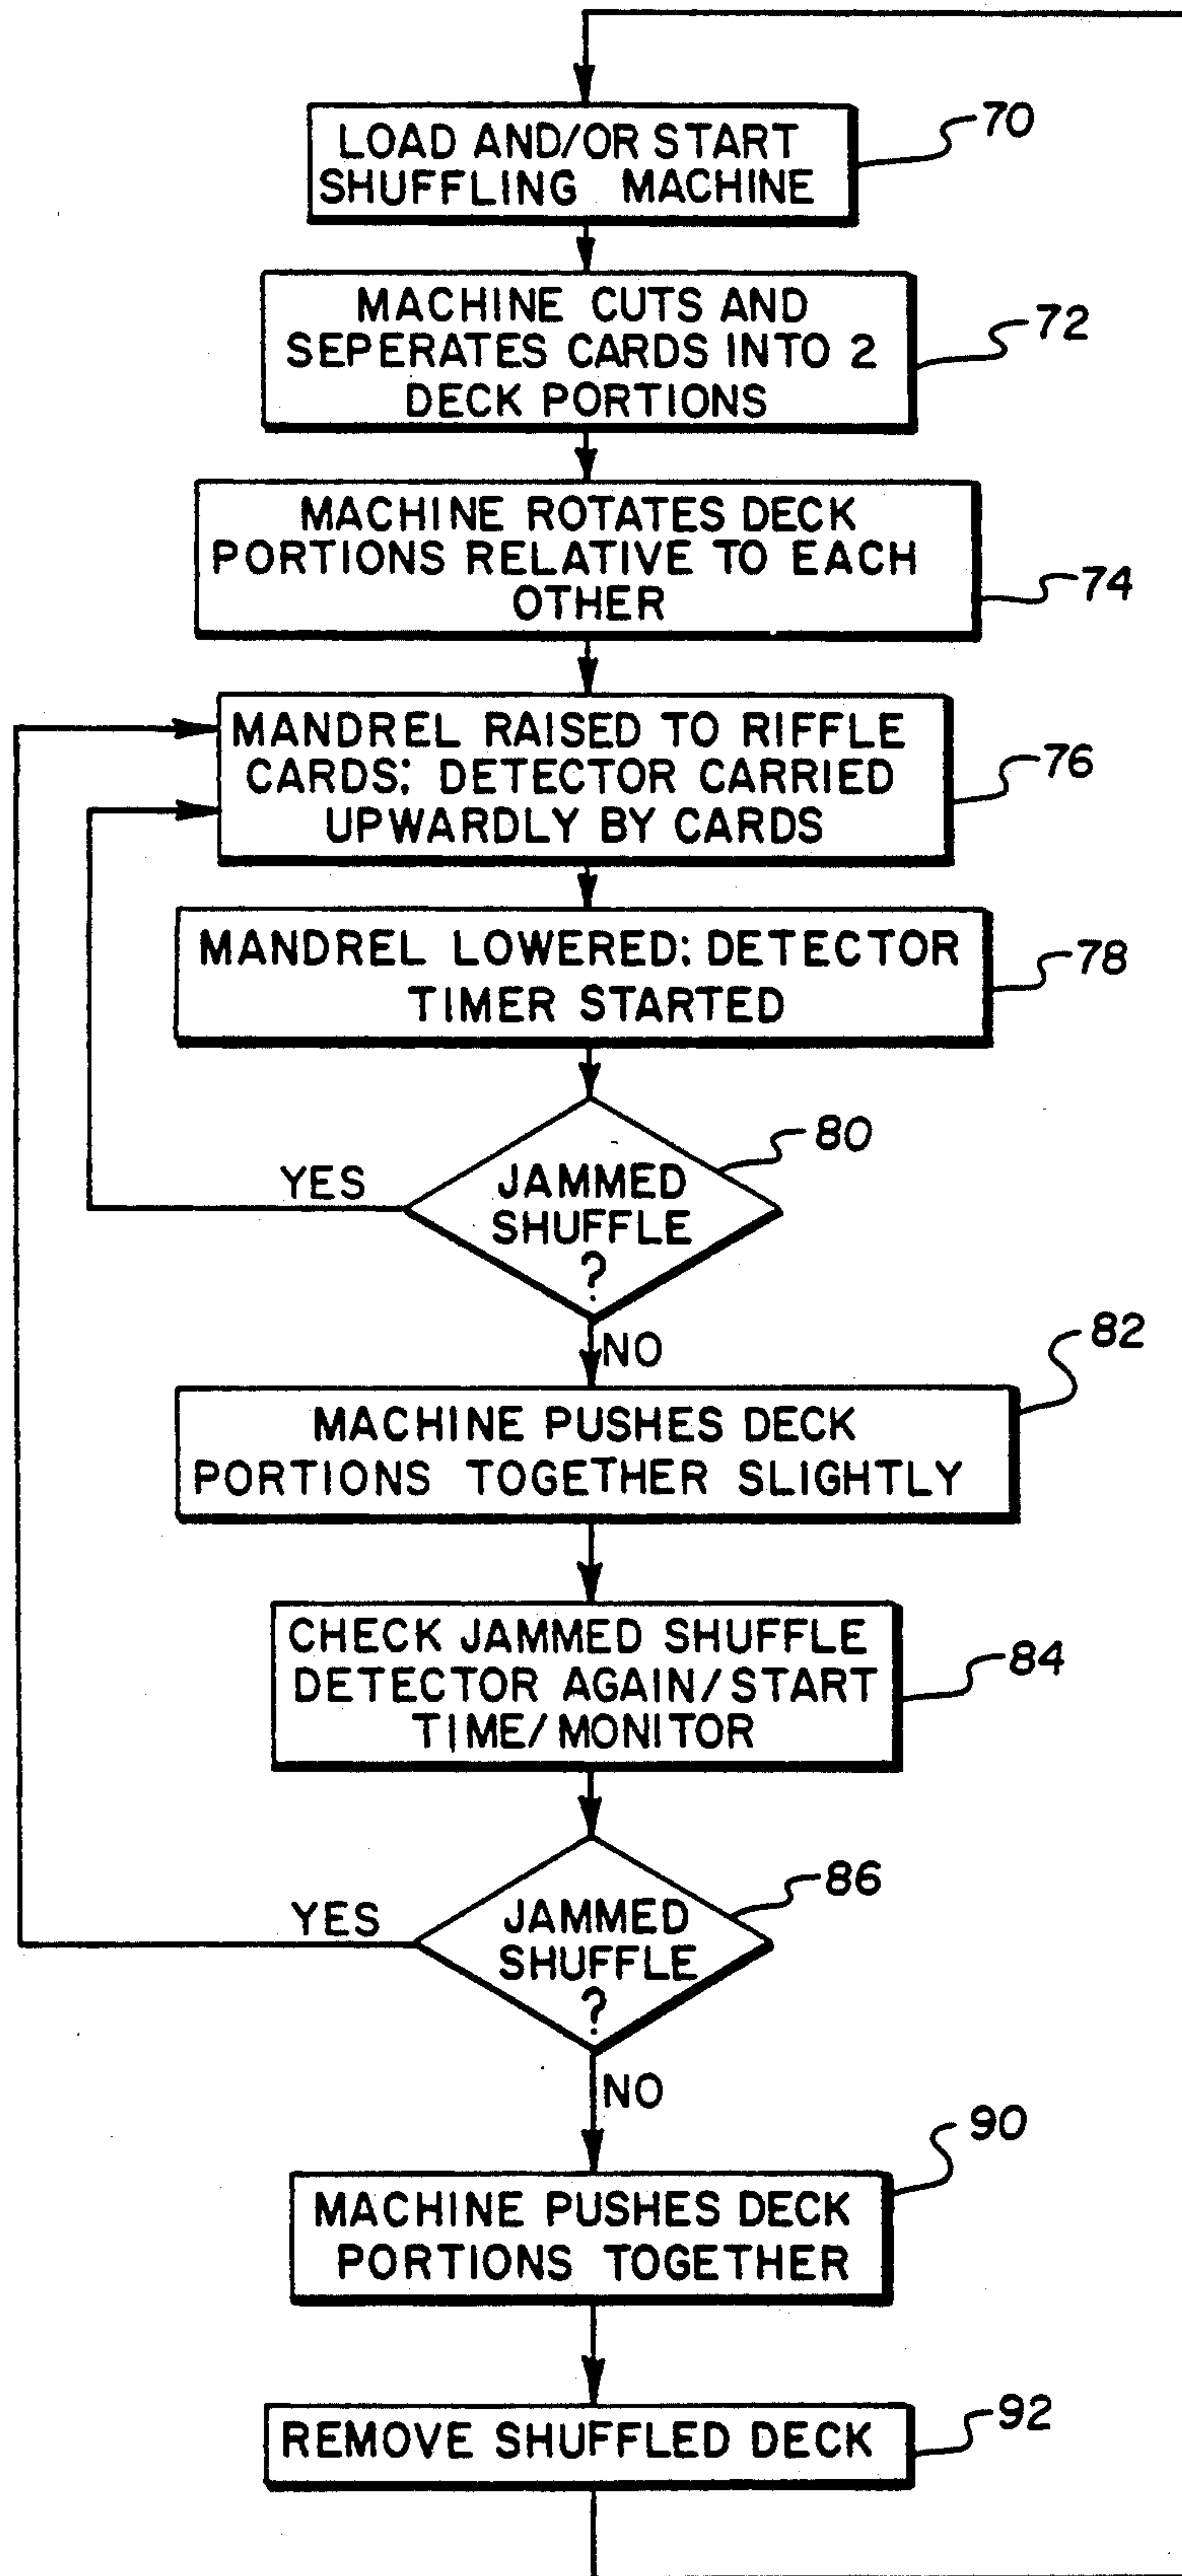 LOAD AND/OR START
SHUFFLING MACHINE
70
MACHINE CUTS AND
SEPERATES CARDS INTO 2
DECK PORTIONS
72
MACHINE ROTATES DECK
PORTIONS RELATIVE TO EACH
OTHER
74
MANDREL RAISED TO RIFFLE
CARDS: DETECTOR CARRIED
UPWARDLY BY CARDS
76
MANDREL LOWERED: DETECTOR
TIMER STARTED
78
80
YES
JAMMED
SHUFFLE
?
NO
82
MACHINE PUSHES DECK
PORTIONS TOGETHER SLIGHTLY
CHECK JAMMED SHUFFLE
DETECTOR AGAIN/START
TIME/MONITOR
84
86
YES
JAMMED
SHUFFLE
?
NO
90
MACHINE PUSHES DECK
PORTIONS TOGETHER
REMOVE SHUFFLED DECK
92